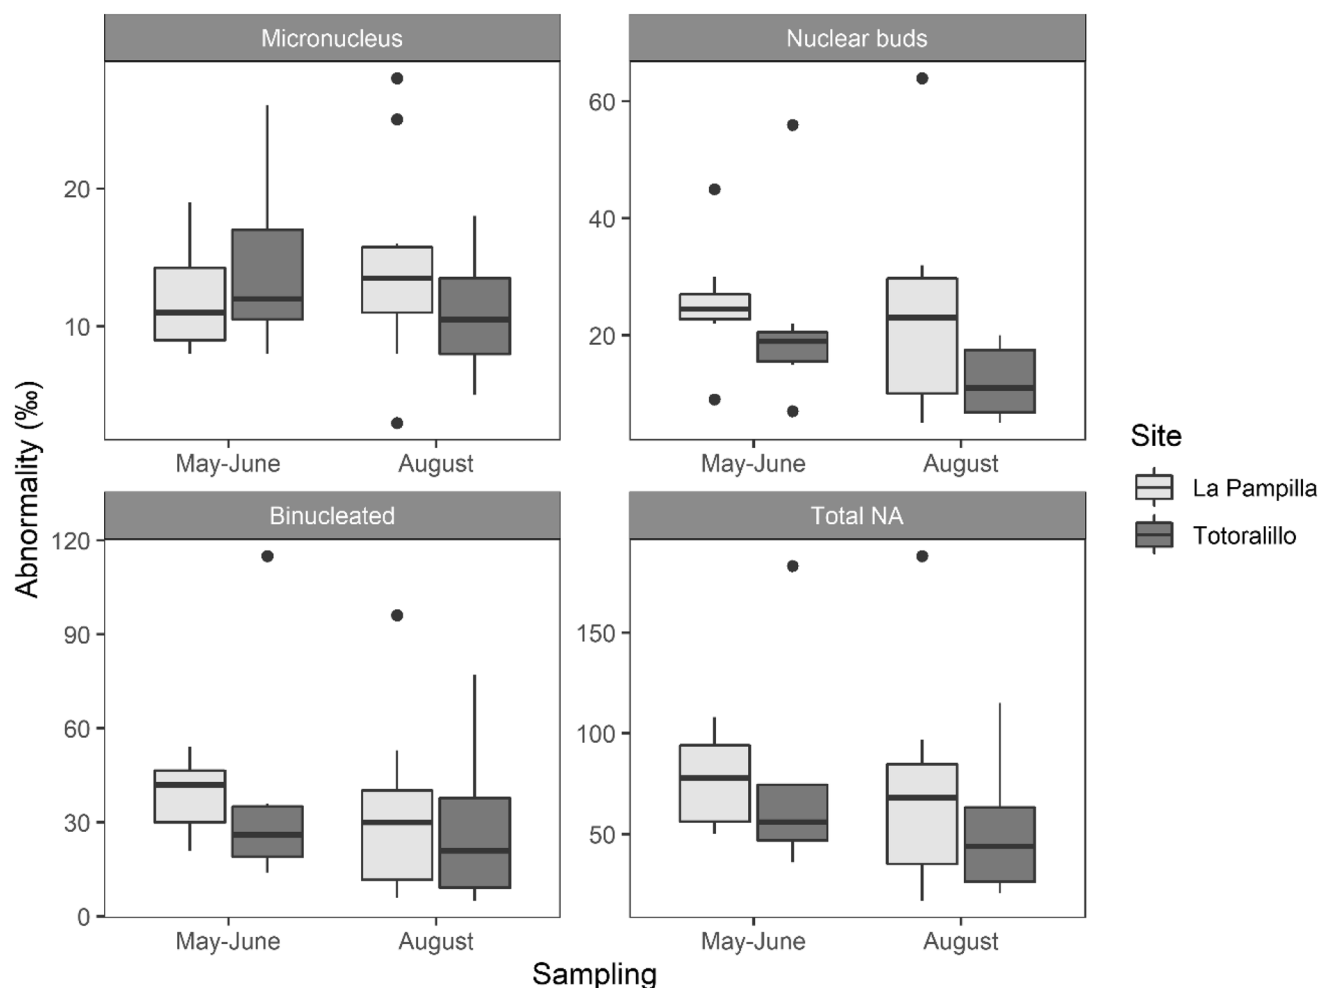 Micronucleus
Nuclear buds
20
10
60
40
20
May-June
August
May-June
August
Abnormality (‰)
Site
La Pampilla
Totoralillo
Binucleated
Total NA
120
90
60
30
0
150
100
50
May-June
August
May-June
August
Sampling